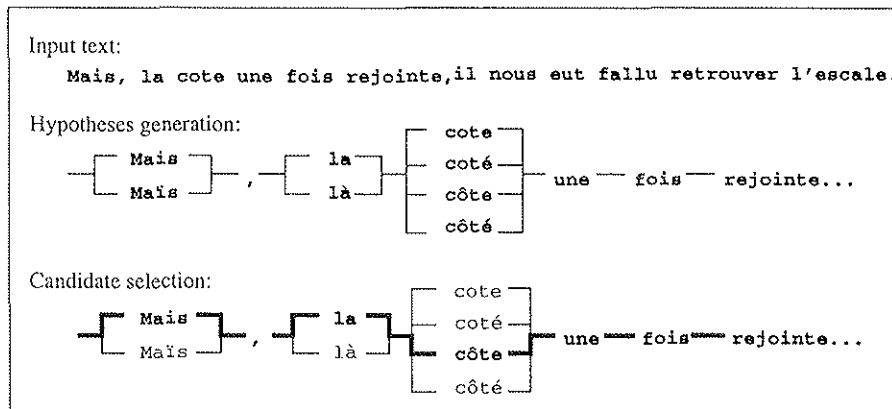 Input text:
Mais, la cote une fois rejointe,il nous eut fallu retrouver l'escale.
Hypotheses generation:
Mais
Maïs
,
la
là
cote
coté
côte
côté
une fois rejointe...
Candidate selection:
Mais
Maïs
,
la
là
cote
coté
côte
côté
une fois rejointe...